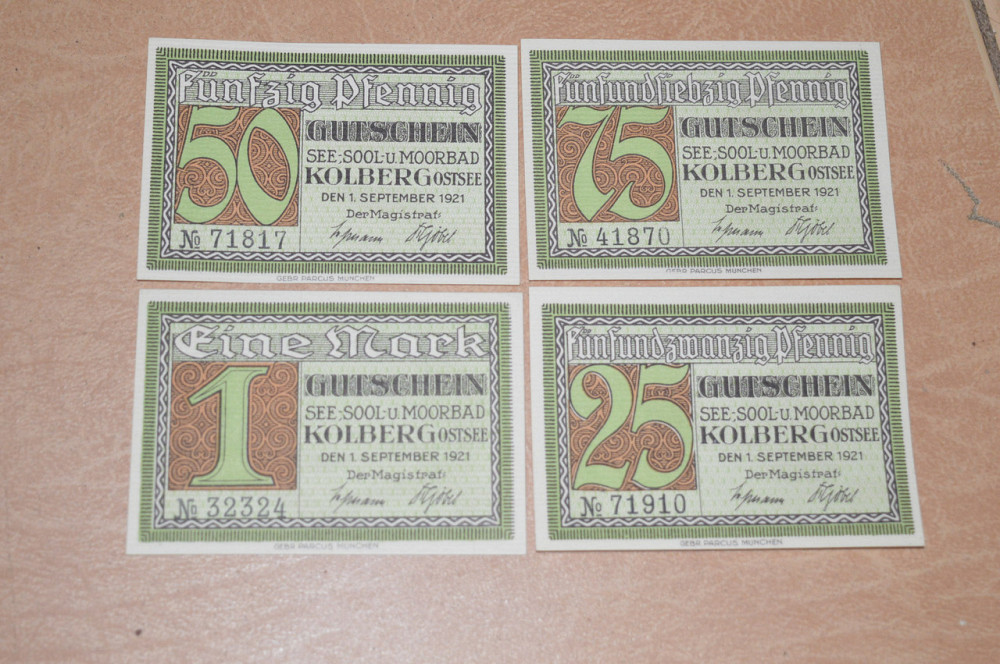 Fünfzig Pfennig
50
GUTSCHEIN
SEE-SOOL-U. MOORBAD
KOLBERG OSTSEE
DEN 1. SEPTEMBER 1921
Der Magistrat:
№ 71817
GEBR. PARCUS MÜNCHEN
Fünfundsiebzig Pfennig
75
GUTSCHEIN
SEE-SOOL-U. MOORBAD
KOLBERG OSTSEE
DEN 1. SEPTEMBER 1921
Der Magistrat:
№ 41870
GEBR. PARCUS MÜNCHEN
Eine Mark
1
GUTSCHEIN
SEE-SOOL-U. MOORBAD
KOLBERG OSTSEE
DEN 1. SEPTEMBER 1921
Der Magistrat:
№ 32324
GEBR. PARCUS MÜNCHEN
Fünfundzwanzig Pfennig
25
GUTSCHEIN
SEE-SOOL-U. MOORBAD
KOLBERG OSTSEE
DEN 1. SEPTEMBER 1921
Der Magistrat:
№ 71910
GEBR. PARCUS MÜNCHEN